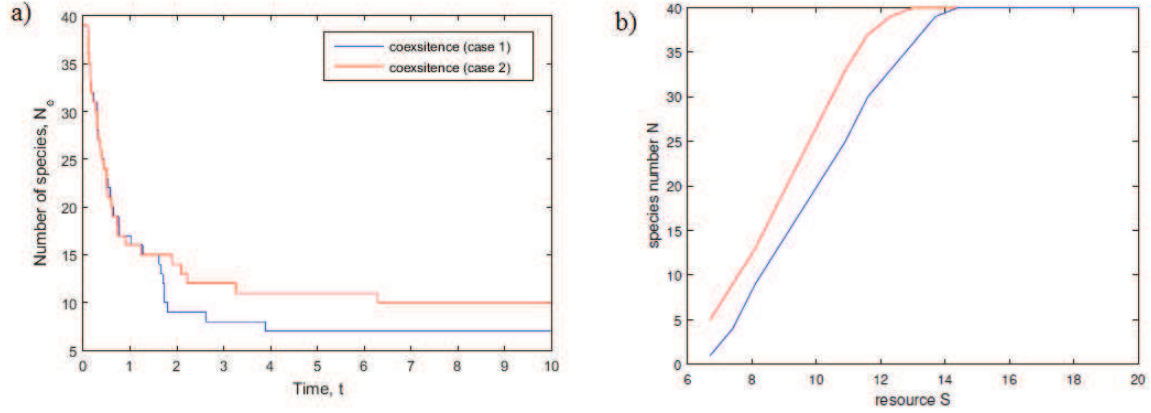 a)
40
35
30
25
20
15
10
5
Number of species, N_e
0 1 2 3 4 5 6 7 8 9 10
Time, t
coexsitence (case 1)
coexsitence (case 2)
b)
40
35
30
25
20
15
10
5
0
species number N
6 8 10 12 14 16 18 20
resource S